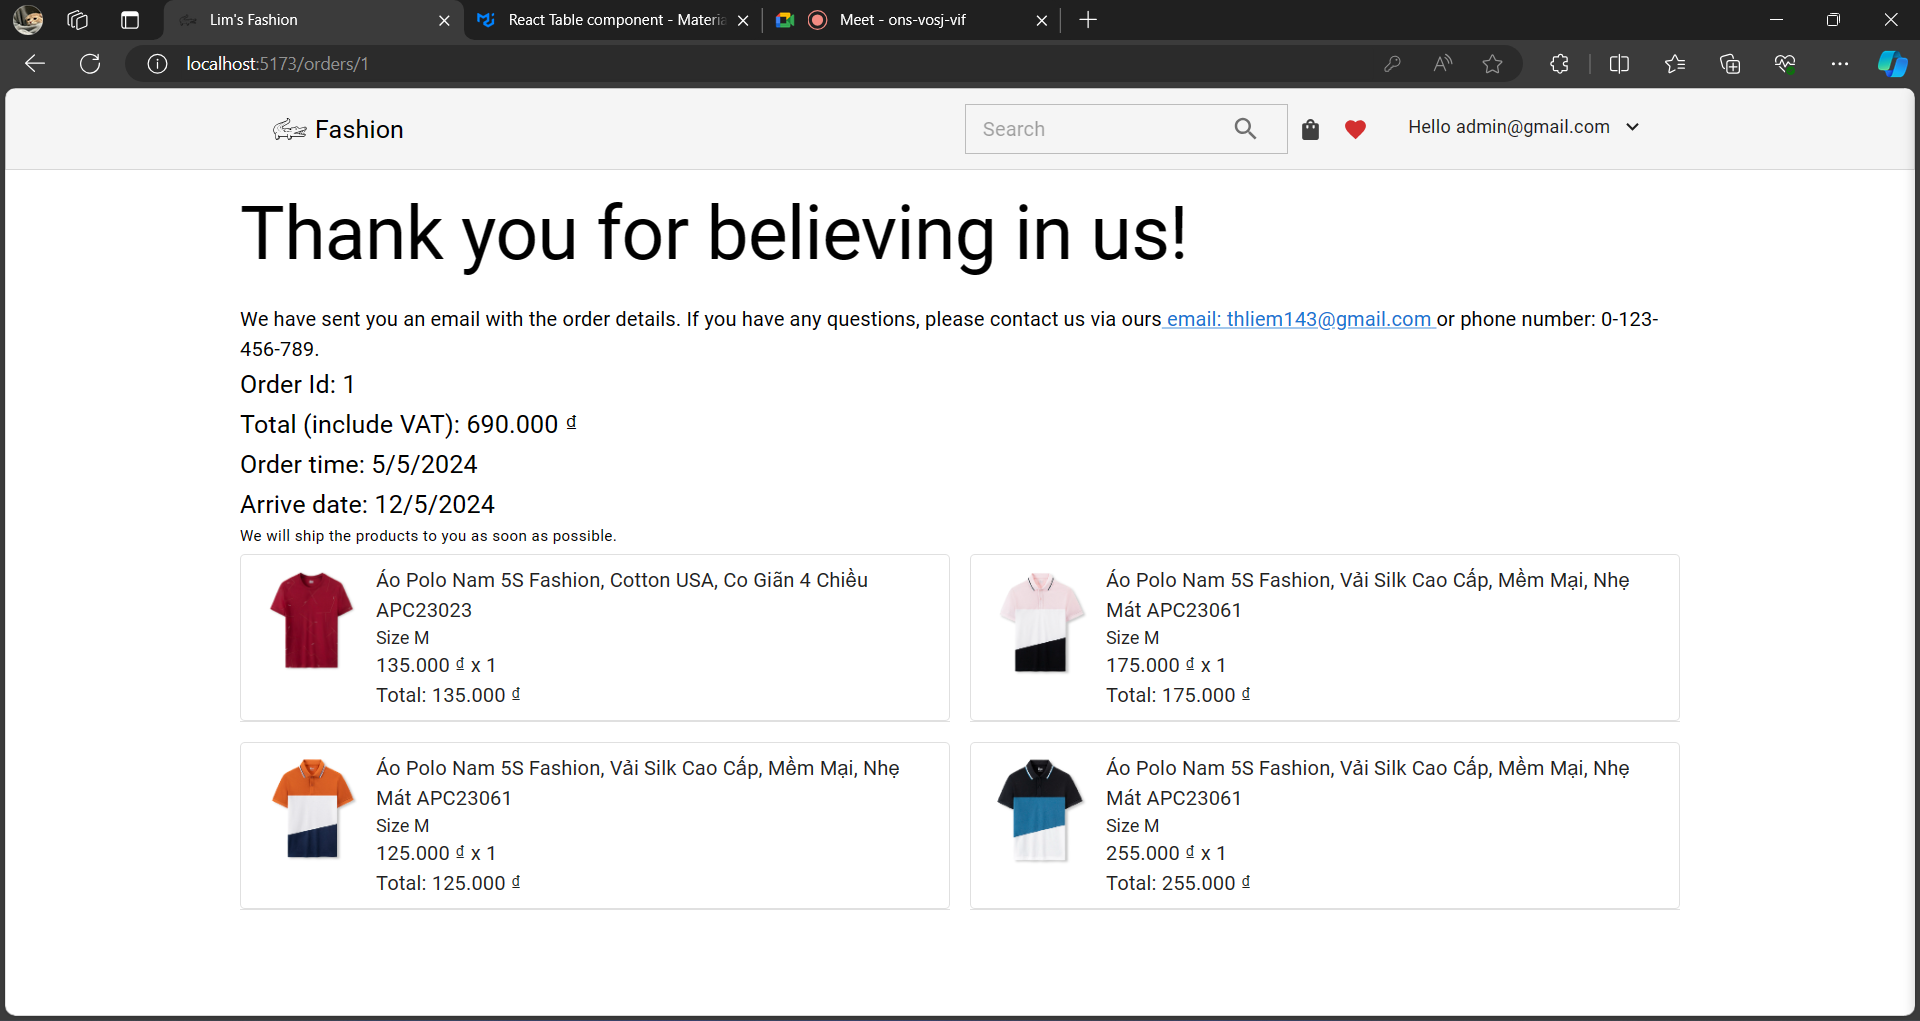 Lim's Fashion
React Table component - Materia
Meet - ons-vosj-vif
localhost:5173/orders/1
Fashion
Search
Hello admin@gmail.com
Thank you for believing in us!
We have sent you an email with the order details. If you have any questions, please contact us via ours email: thliem143@gmail.com or phone number: 0-123-
456-789.
Order Id: 1
Total (include VAT): 690.000 ₫
Order time: 5/5/2024
Arrive date: 12/5/2024
We will ship the products to you as soon as possible.
Áo Polo Nam 5S Fashion, Cotton USA, Co Giãn 4 Chiều
APC23023
Size M
135.000 ₫ x 1
Total: 135.000 ₫
Áo Polo Nam 5S Fashion, Vải Silk Cao Cấp, Mềm Mại, Nhẹ
Mát APC23061
Size M
175.000 ₫ x 1
Total: 175.000 ₫
Áo Polo Nam 5S Fashion, Vải Silk Cao Cấp, Mềm Mại, Nhẹ
Mát APC23061
Size M
125.000 ₫ x 1
Total: 125.000 ₫
Áo Polo Nam 5S Fashion, Vải Silk Cao Cấp, Mềm Mại, Nhẹ
Mát APC23061
Size M
255.000 ₫ x 1
Total: 255.000 ₫